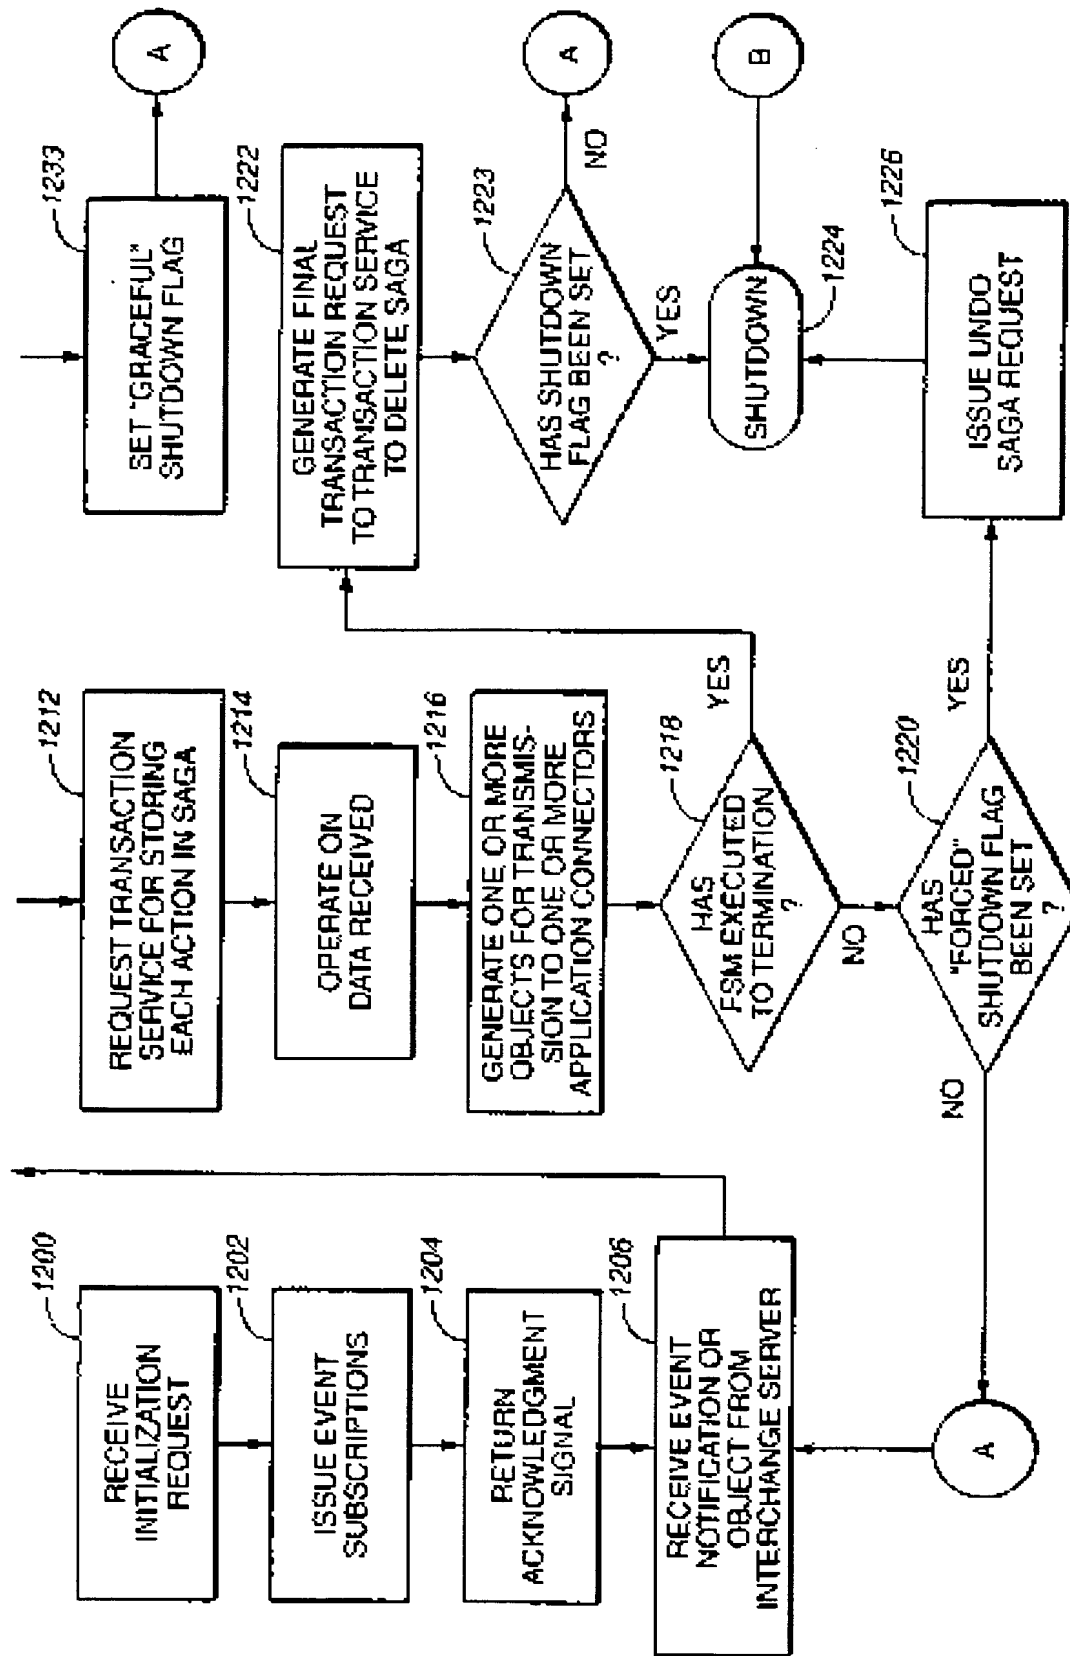 1200
RECEIVE
INITIALIZATION
REQUEST
1202
ISSUE EVENT
SUBSCRIPTIONS
1204
RETURN
ACKNOWLEDGMENT
SIGNAL
1206
RECEIVE EVENT
NOTIFICATION OR
OBJECT FROM
INTERCHANGE SERVER
A
1212
REQUEST TRANSACTION
SERVICE FOR STORING
EACH ACTION IN SAGA
1214
OPERATE ON
DATA RECEIVED
1216
GENERATE ONE OR MORE
OBJECTS FOR TRANSMIS-
SION TO ONE OR MORE
APPLICATION CONNECTORS
1218
HAS
FSM EXECUTED
TO TERMINATION
?
YES
NO
1220
HAS
"FORCED"
SHUTDOWN FLAG
BEEN SET
?
NO
YES
1233
SET "GRACEFUL"
SHUTDOWN FLAG
A
1222
GENERATE FINAL
TRANSACTION REQUEST
TO TRANSACTION SERVICE
TO DELETE SAGA
1223
HAS SHUTDOWN
FLAG BEEN SET
?
NO
A
YES
SHUTDOWN
1224
B
1226
ISSUE UNDO
SAGA REQUEST